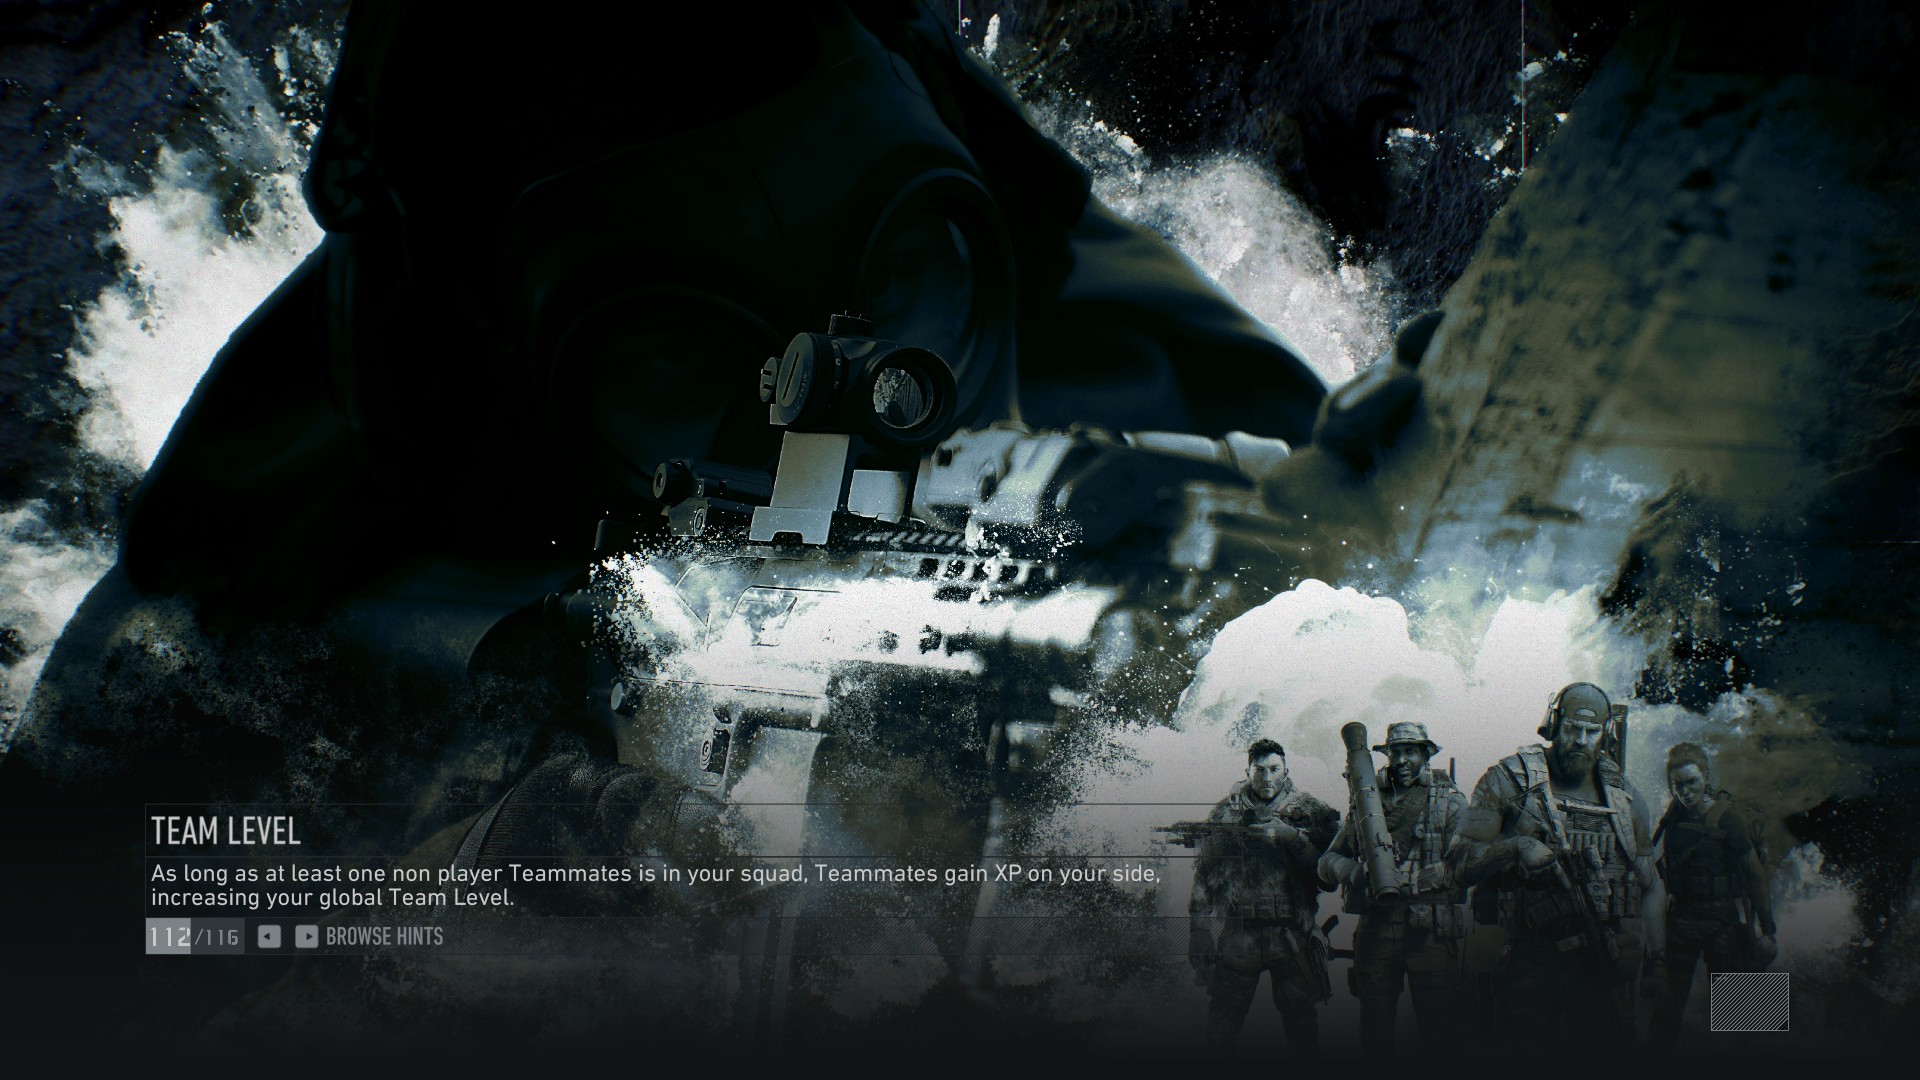 TEAM LEVEL
As long as at least one non player Teammates is in your squad, Teammates gain XP on your side,
increasing your global Team Level.
112/116 BROWSE HINTS